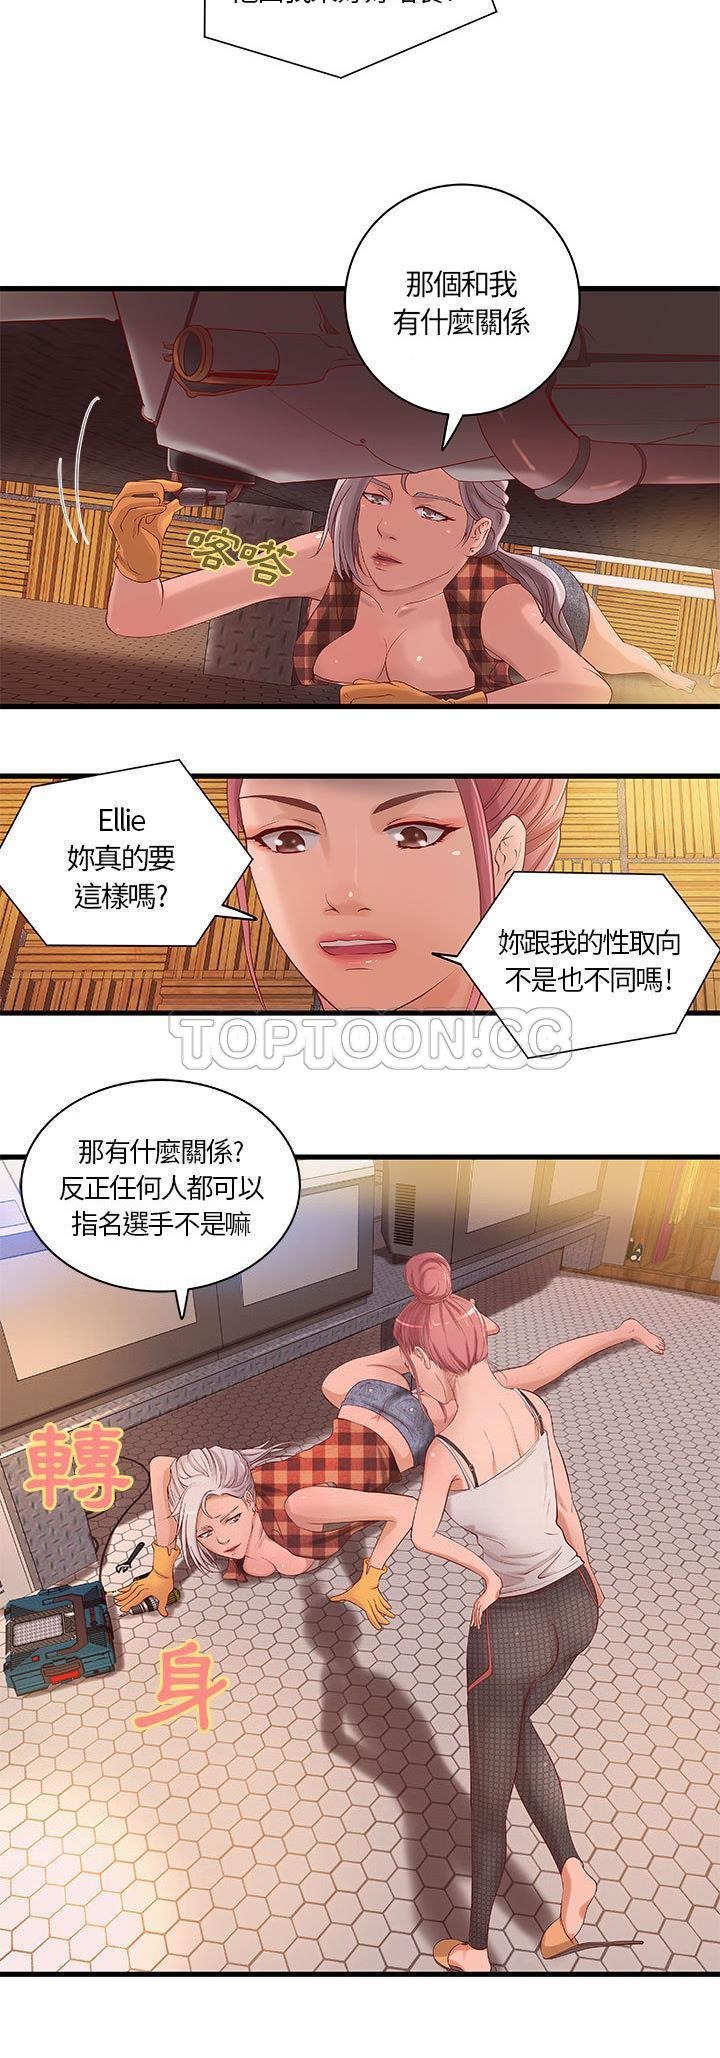 那個和我
有什麼關係
喀嗒
Ellie
妳真的要
這樣嗎?
妳跟我的性取向
不是也不同嗎!
TOPTOON.CC
那有什麼關係?
反正任何人都可以
指名選手不是嘛
轉
身